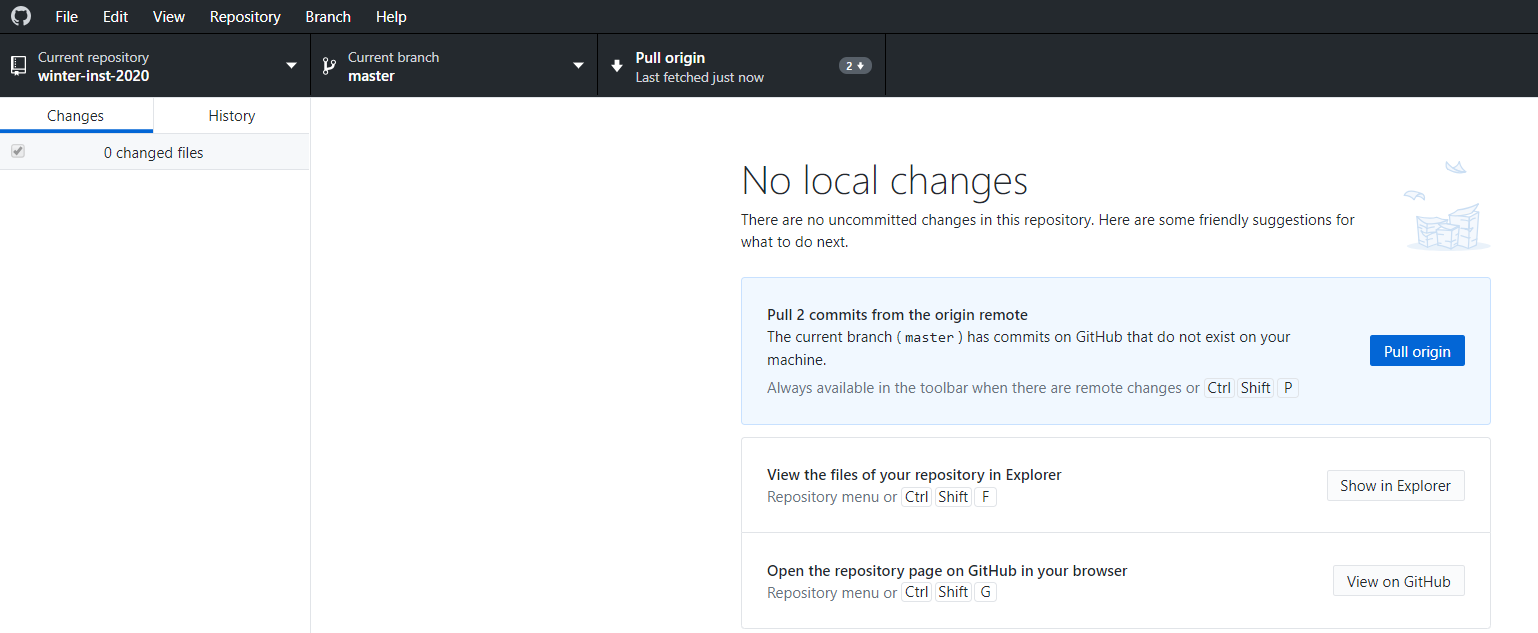 File Edit View Repository Branch Help
Current repository
winter-inst-2020
Current branch
master
Pull origin
Last fetched just now
2
Changes
History
0 changed files
No local changes
There are no uncommitted changes in this repository. Here are some friendly suggestions for
what to do next.
Pull 2 commits from the origin remote
The current branch ( master ) has commits on GitHub that do not exist on your
machine.
Always available in the toolbar when there are remote changes or Ctrl Shift P
Pull origin
View the files of your repository in Explorer
Repository menu or Ctrl Shift F
Show in Explorer
Open the repository page on GitHub in your browser
Repository menu or Ctrl Shift G
View on GitHub